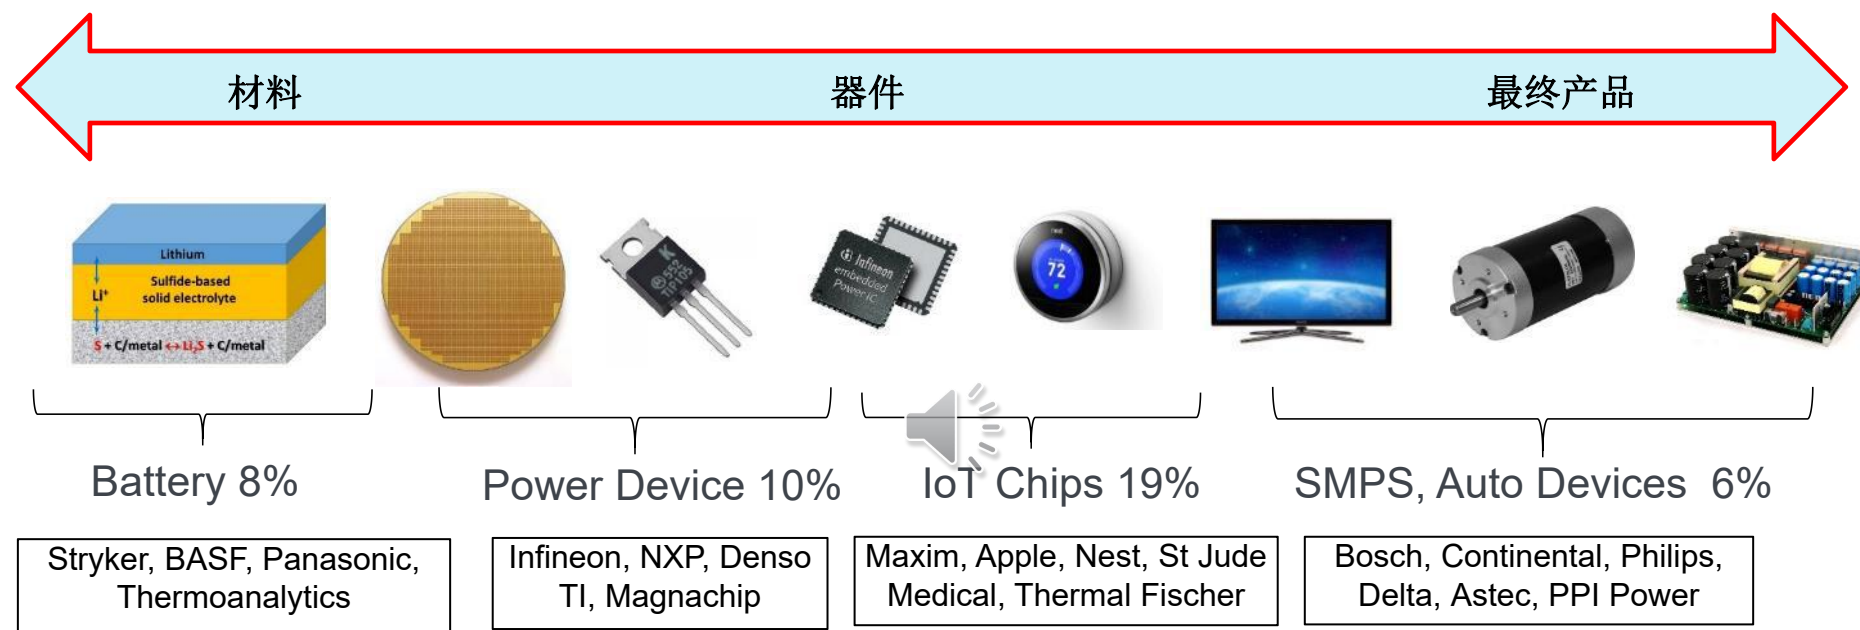 材料
器件
最终产品
Lithium
Sulfide-based
solid electrolyte
Li⁺
S + C/metal ↔ Li₂S + C/metal
K
552
TIP105
Infineon
embedded
Power IC
nest
72
Battery 8%
Power Device 10%
IoT Chips 19%
SMPS, Auto Devices 6%
Stryker, BASF, Panasonic,
Thermoanalytics
Infineon, NXP, Denso
TI, Magnachip
Maxim, Apple, Nest, St Jude
Medical, Thermal Fischer
Bosch, Continental, Philips,
Delta, Astec, PPI Power